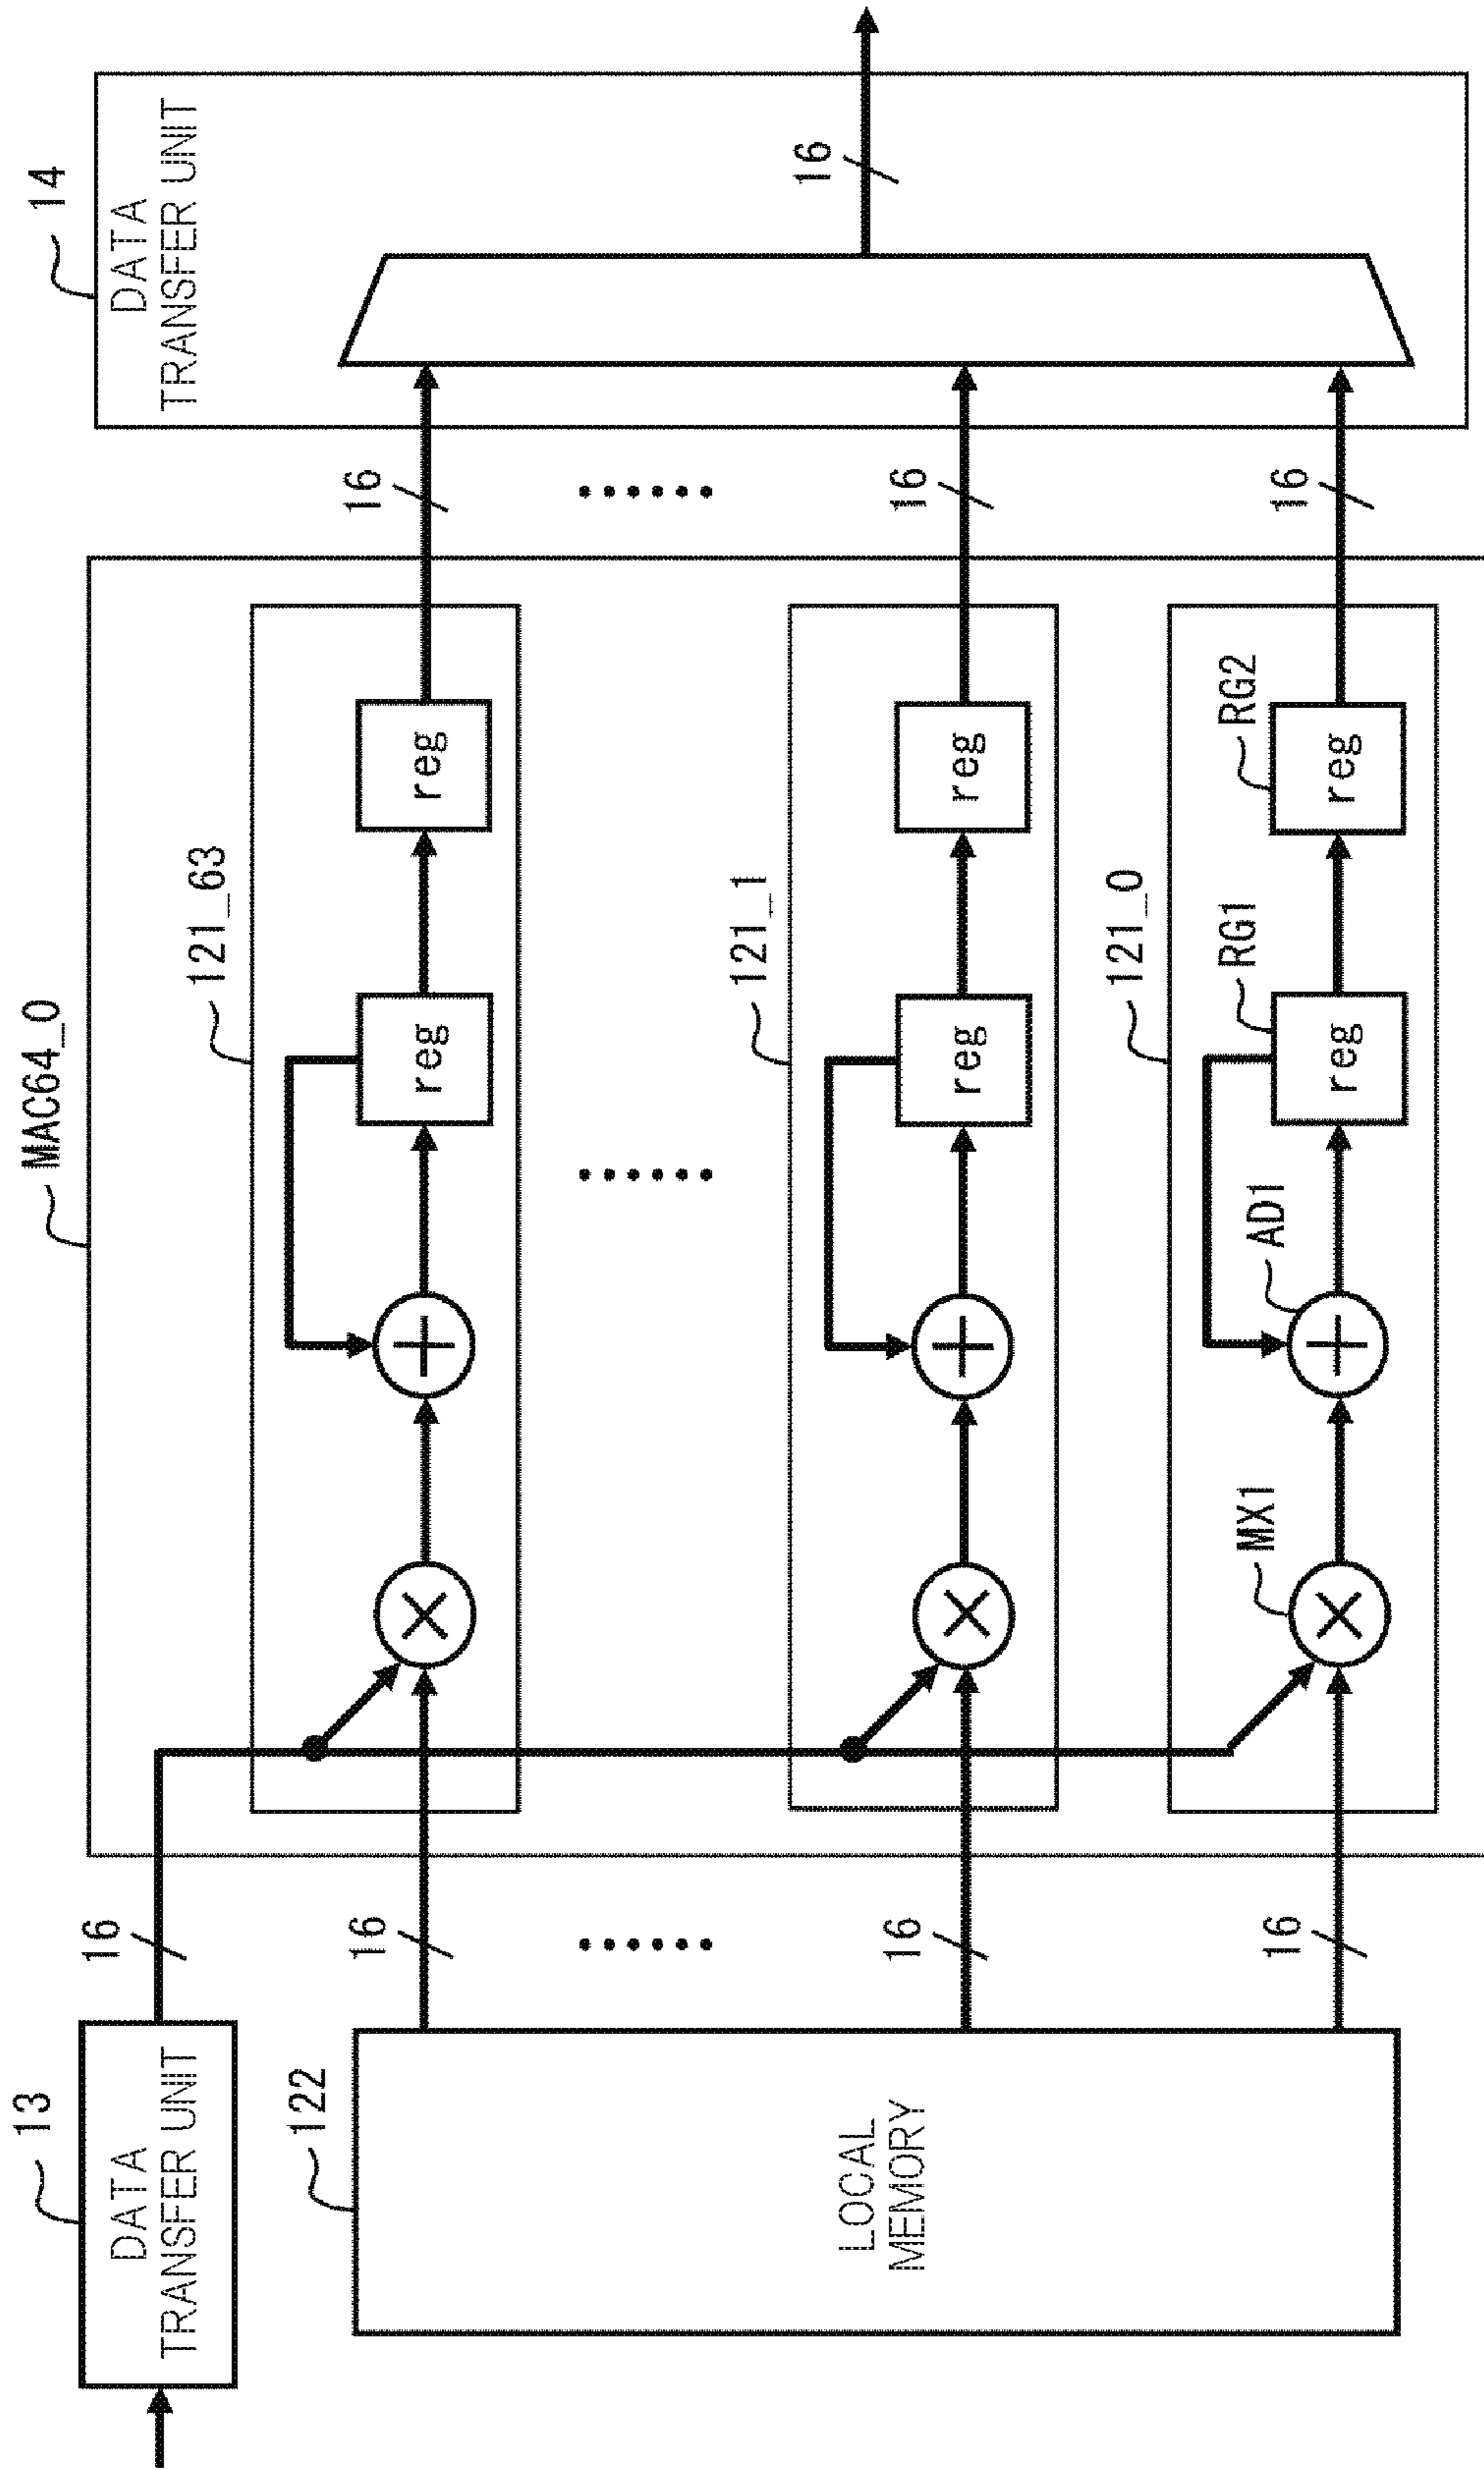 13
DATA
TRANSFER UNIT
16
122
LOCAL
MEMORY
16
16
16
MAC64_0
121_63
reg
reg
121_1
reg
reg
121_0
MX1
AD1
RG1
reg
RG2
reg
16
16
16
14
DATA
TRANSFER UNIT
16